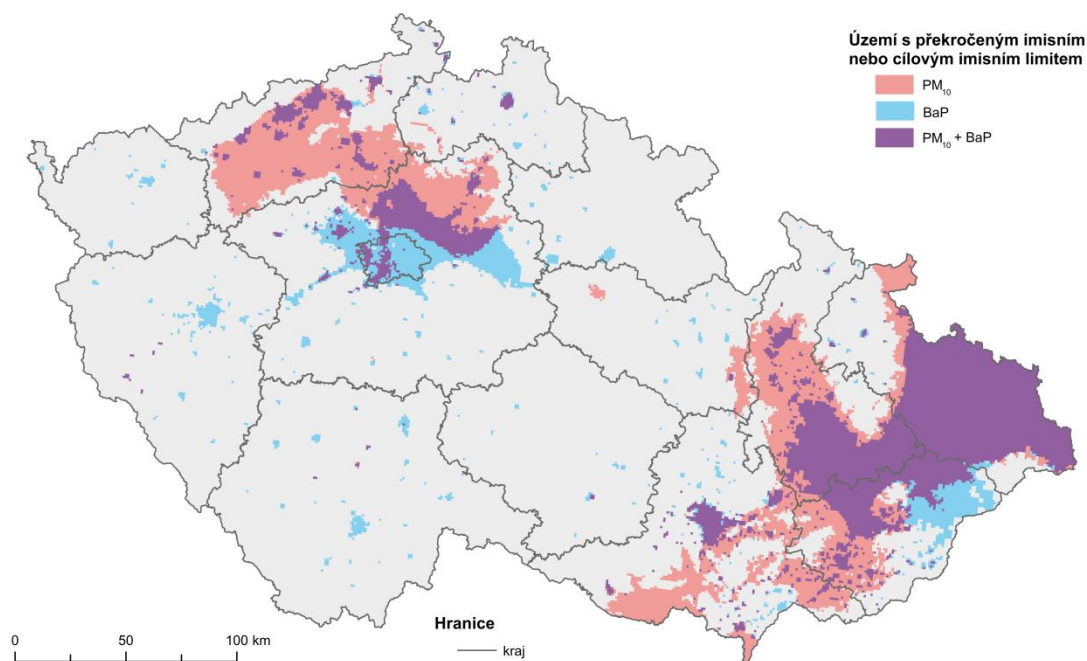 Území s překročeným imisním
nebo cílovým imisním limitem
PM₁₀
BaP
PM₁₀ + BaP
Hranice
kraj
0 50 100 km